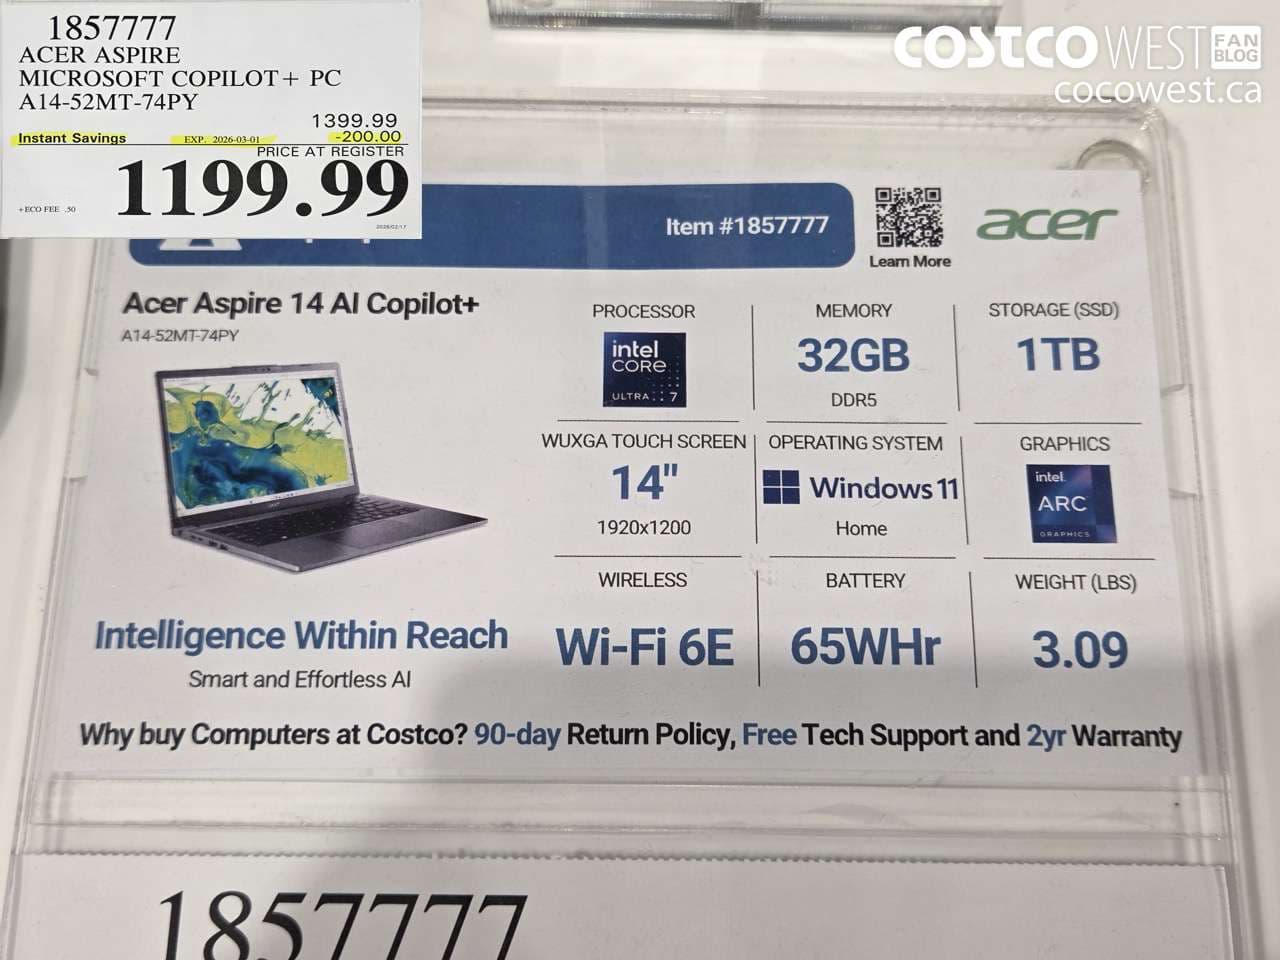 1857777
ACER ASPIRE
MICROSOFT COPILOT+ PC
A14-52MT-74PY
1399.99
Instant Savings EXP. 2026-03-01 -200.00
PRICE AT REGISTER
1199.99
+ECO FEE .50
2026/02/17
COSTCO WEST FAN BLOG
cocowest.ca
Item #1857777
Learn More
acer
Acer Aspire 14 AI Copilot+
A14-52MT-74PY
PROCESSOR
intel
CORE
ULTRA 7
MEMORY
32GB
DDR5
STORAGE (SSD)
1TB
WUXGA TOUCH SCREEN
14"
1920x1200
OPERATING SYSTEM
Windows 11
Home
GRAPHICS
intel
ARC
GRAPHICS
WIRELESS
Wi-Fi 6E
BATTERY
65WHr
WEIGHT (LBS)
3.09
Intelligence Within Reach
Smart and Effortless AI
Why buy Computers at Costco? 90-day Return Policy, Free Tech Support and 2yr Warranty
1857777